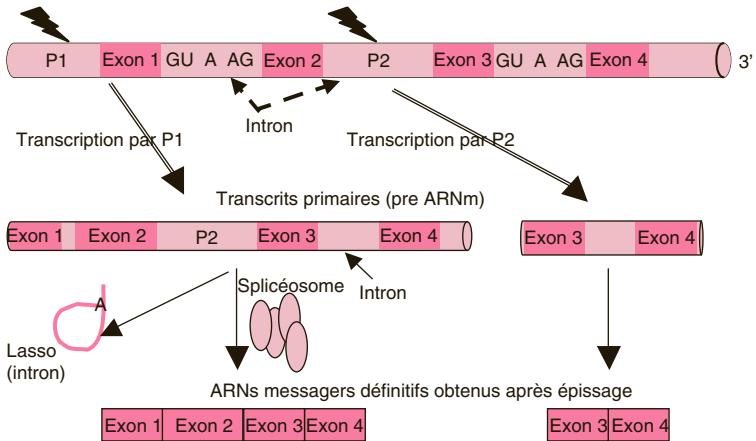 P1 Exon 1 GU A AG Exon 2 P2 Exon 3 GU A AG Exon 4 3’
Intron
Transcription par P1 Transcription par P2
Transcrits primaires (pre ARNm)
Exon 1 Exon 2 P2 Exon 3 Exon 4 Exon 3 Exon 4
Spliceosome
Intron
A
Lasso
(intron)
ARNs messagers définitifs obtenus après épissage
Exon 1 Exon 2 Exon 3 Exon 4 Exon 3 Exon 4